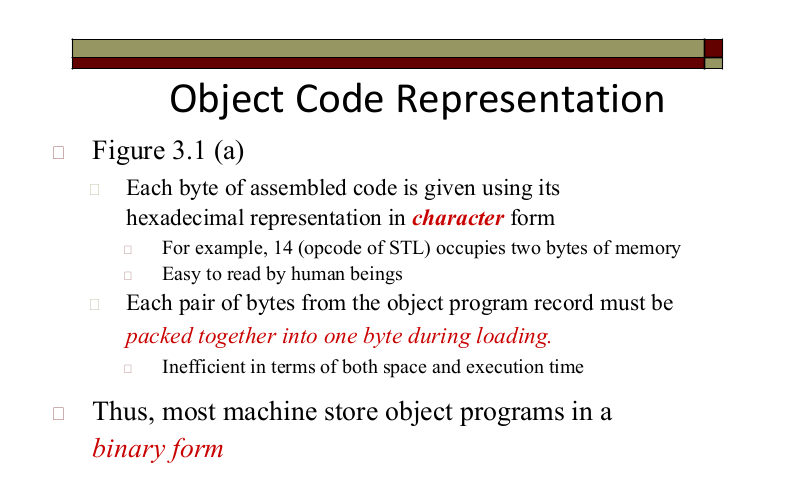 Object Code Representation
Figure 3.1 (a)
Each byte of assembled code is given using its
hexadecimal representation in character form
For example, 14 (opcode of STL) occupies two bytes of memory
Easy to read by human beings
Each pair of bytes from the object program record must be
packed together into one byte during loading.
Inefficient in terms of both space and execution time
Thus, most machine store object programs in a
binary form